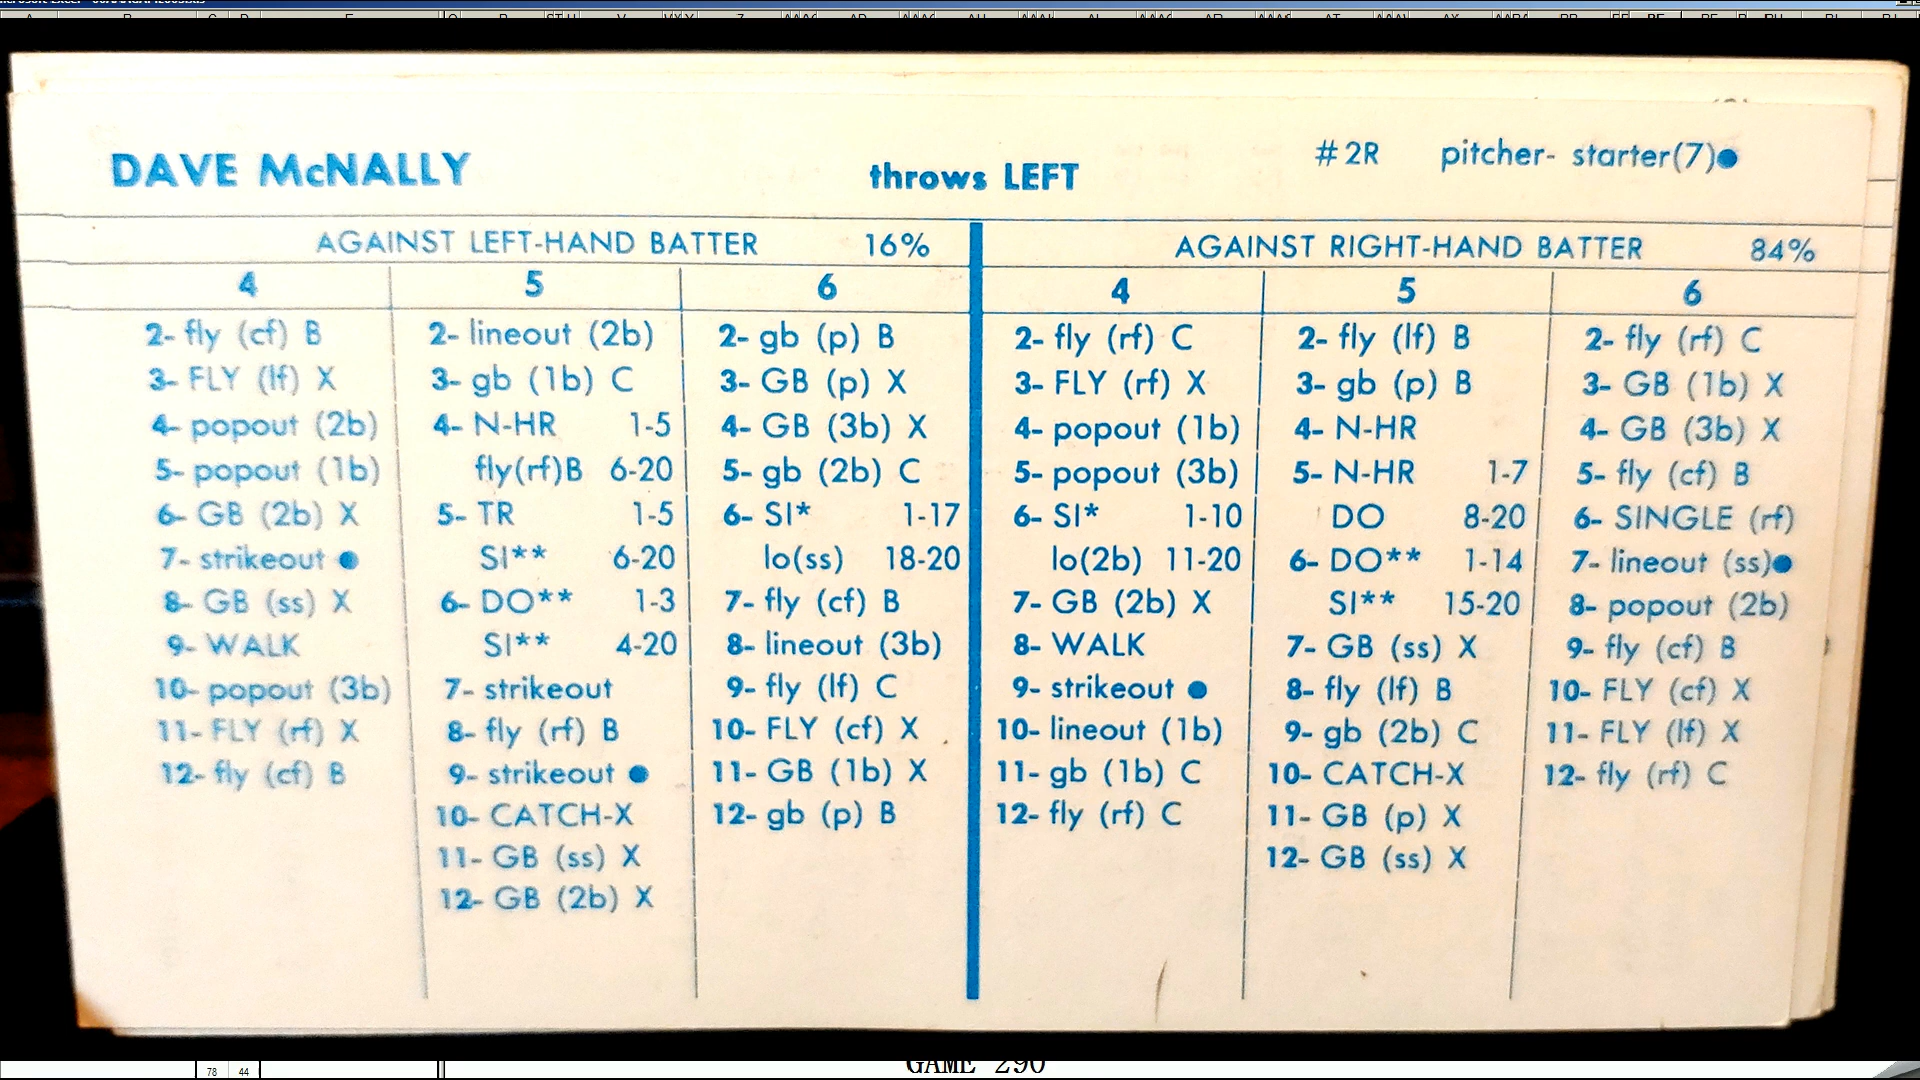 DAVE McNALLY
throws LEFT
#2R pitcher- starter(7)●
AGAINST LEFT-HAND BATTER 16%
4
2- fly (cf) B
3- FLY (lf) X
4- popout (2b)
5- popout (1b)
6- GB (2b) X
7- strikeout ●
8- GB (ss) X
9- WALK
10- popout (3b)
11- FLY (rf) X
12- fly (cf) B
5
2- lineout (2b)
3- gb (1b) C
4- N-HR 1-5
fly(rf)B 6-20
5- TR 1-5
SI** 6-20
6- DO** 1-3
SI** 4-20
7- strikeout
8- fly (rf) B
9- strikeout ●
10- CATCH-X
11- GB (ss) X
12- GB (2b) X
6
2- gb (p) B
3- GB (p) X
4- GB (3b) X
5- gb (2b) C
6- SI* 1-17
lo(ss) 18-20
7- fly (cf) B
8- lineout (3b)
9- fly (lf) C
10- FLY (cf) X
11- GB (1b) X
12- gb (p) B
AGAINST RIGHT-HAND BATTER 84%
4
2- fly (rf) C
3- FLY (rf) X
4- popout (1b)
5- popout (3b)
6- SI* 1-10
lo(2b) 11-20
7- GB (2b) X
8- WALK
9- strikeout ●
10- lineout (1b)
11- gb (1b) C
12- fly (rf) C
5
2- fly (lf) B
3- gb (p) B
4- N-HR
5- N-HR 1-7
DO 8-20
6- DO** 1-14
SI** 15-20
7- GB (ss) X
8- fly (lf) B
9- gb (2b) C
10- CATCH-X
11- GB (p) X
12- GB (ss) X
6
2- fly (rf) C
3- GB (1b) X
4- GB (3b) X
5- fly (cf) B
6- SINGLE (rf)
7- lineout (ss)●
8- popout (2b)
9- fly (cf) B
10- FLY (cf) X
11- FLY (lf) X
12- fly (rf) C
78 44
GAME 290